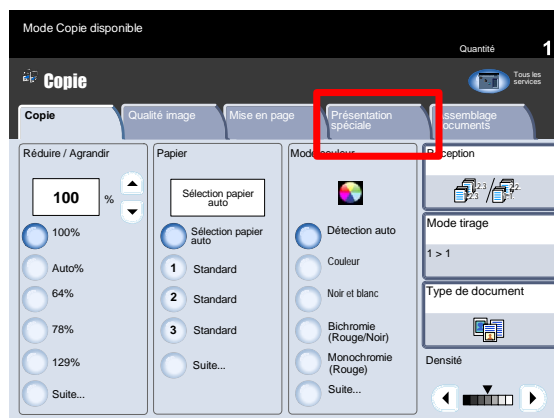 Mode Copie disponible
Quantité 1
Copie
Tous les
services
Copie
Qualité image
Mise en page
Présentation
spéciale
ssemblage
ocuments
Réduire / Agrandir
100 %
100%
Auto%
64%
78%
129%
Suite...
Papier
Sélection papier
auto
Sélection papier
auto
1 Standard
2 Standard
3 Standard
Suite...
Mode couleur
Détection auto
Couleur
Noir et blanc
Bichromie
(Rouge/Noir)
Monochromie
(Rouge)
Suite...
Réception
Mode tirage
1 > 1
Type de document
Densité